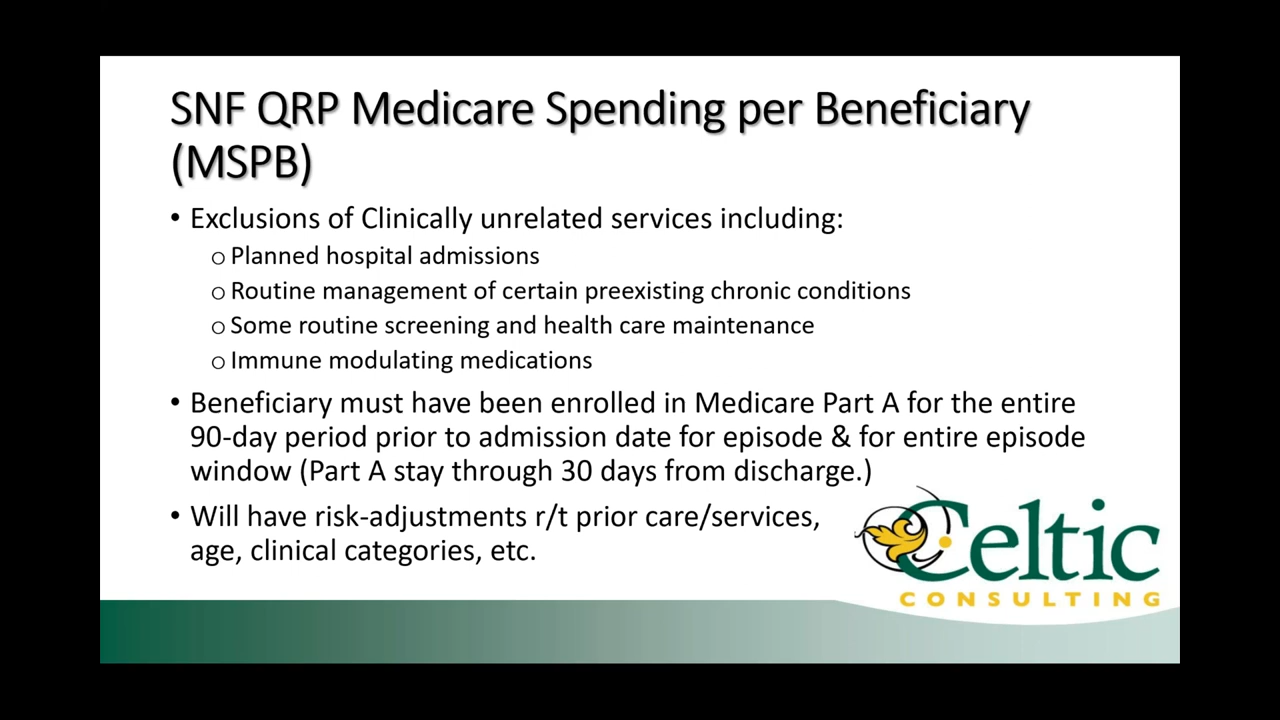 SNF QRP Medicare Spending per Beneficiary
(MSPB)
• Exclusions of Clinically unrelated services including:
o Planned hospital admissions
o Routine management of certain preexisting chronic conditions
o Some routine screening and health care maintenance
o Immune modulating medications
• Beneficiary must have been enrolled in Medicare Part A for the entire
90-day period prior to admission date for episode & for entire episode
window (Part A stay through 30 days from discharge.)
• Will have risk-adjustments r/t prior care/services,
age, clinical categories, etc.
Celtic
CONSULTING